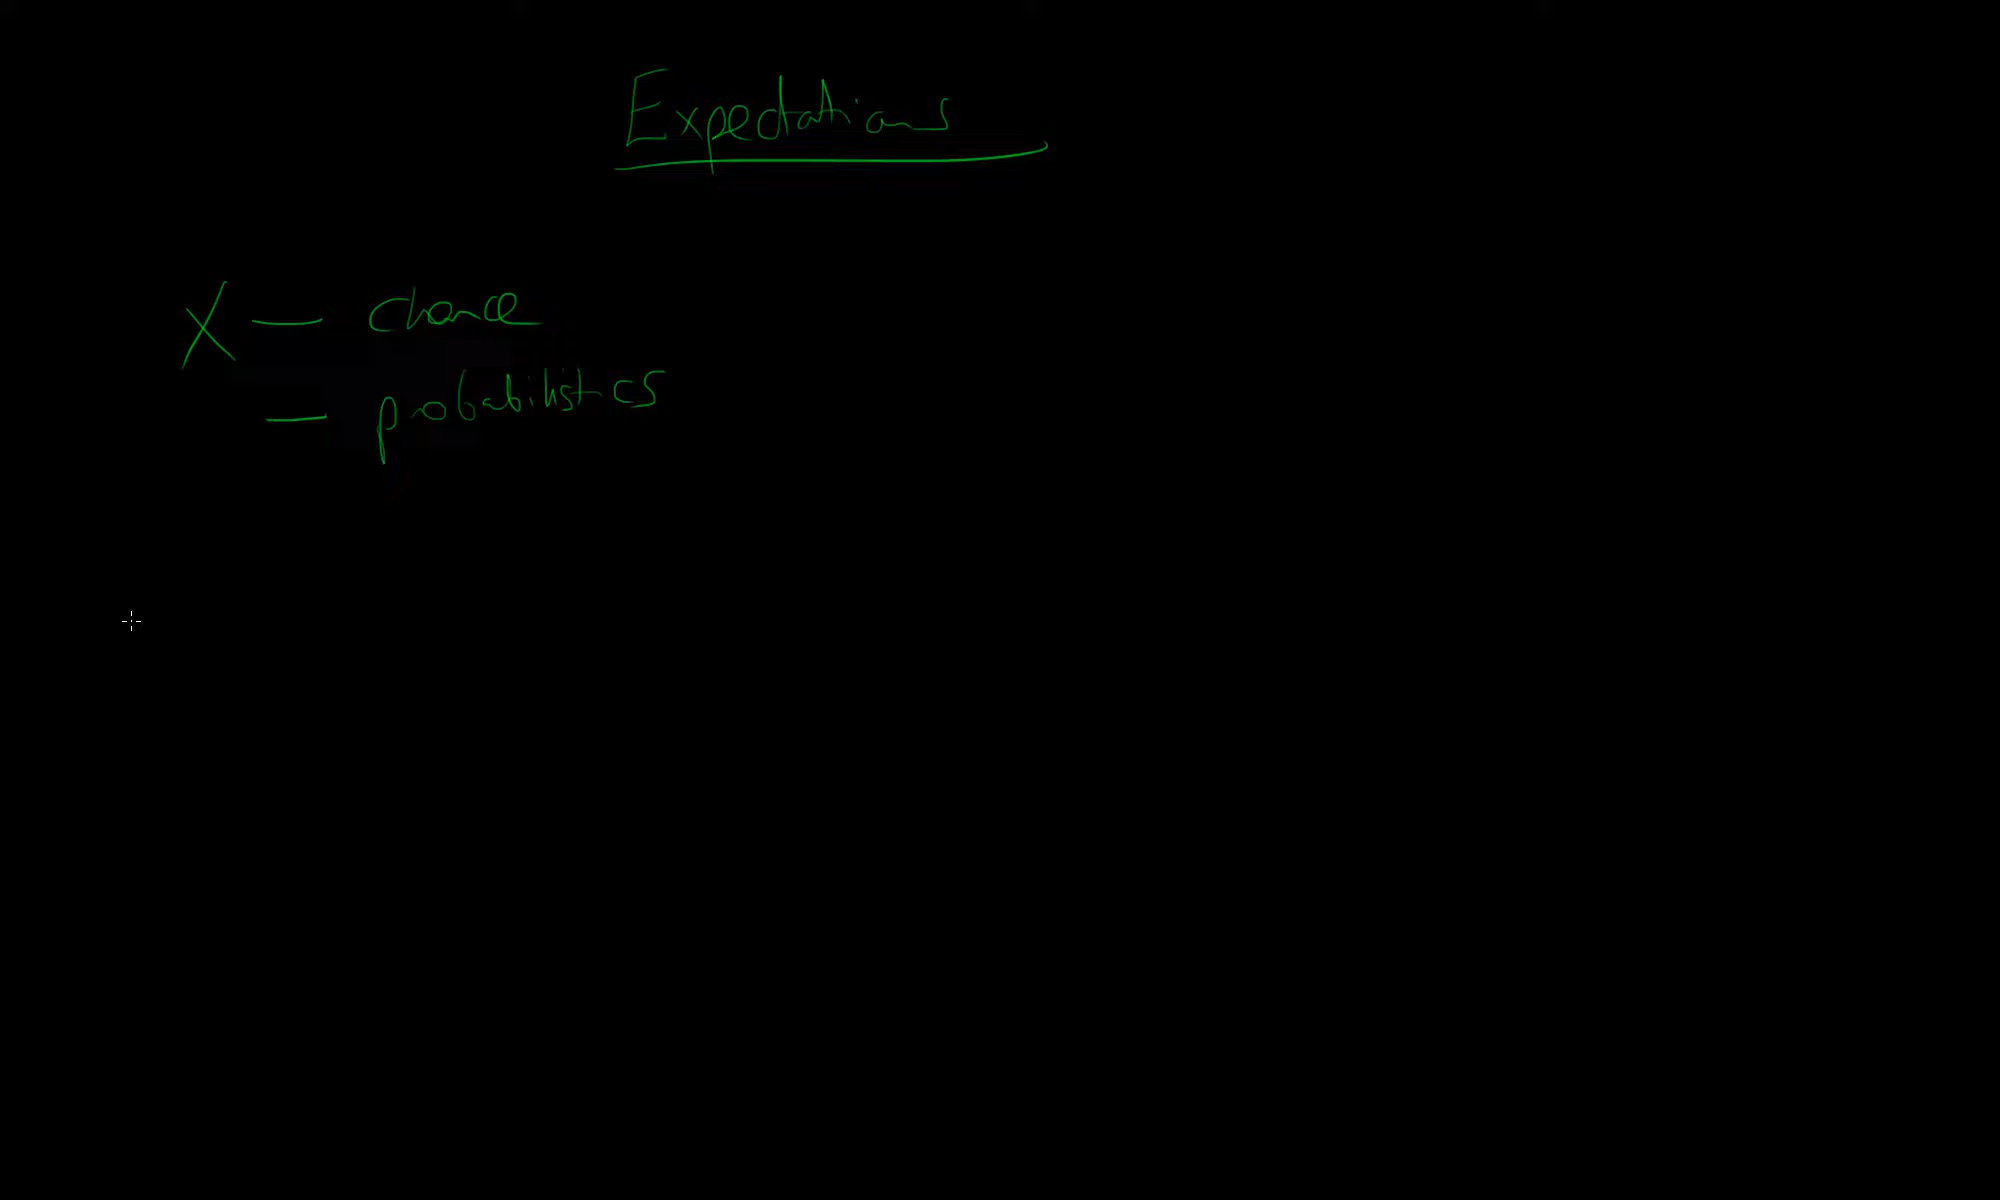 Expectations
X — chance
— probabilistics